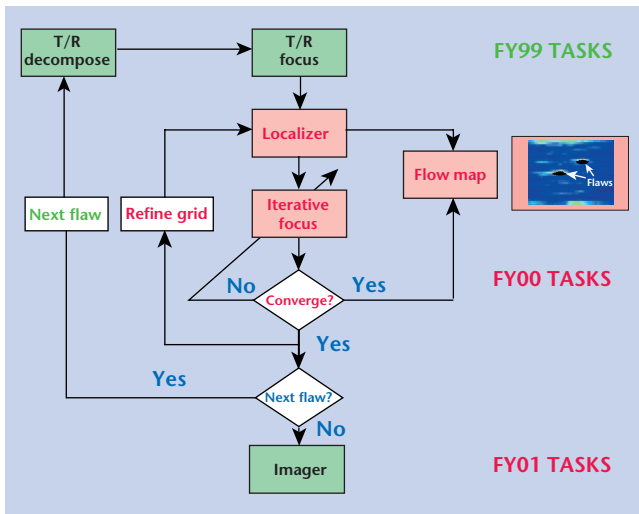 T/R
decompose
T/R
focus
FY99 TASKS
Localizer
Flow map
Flaws
Next flaw
Refine grid
Iterative
focus
No
Converge?
Yes
FY00 TASKS
Yes
Yes
Next flaw?
No
Imager
FY01 TASKS